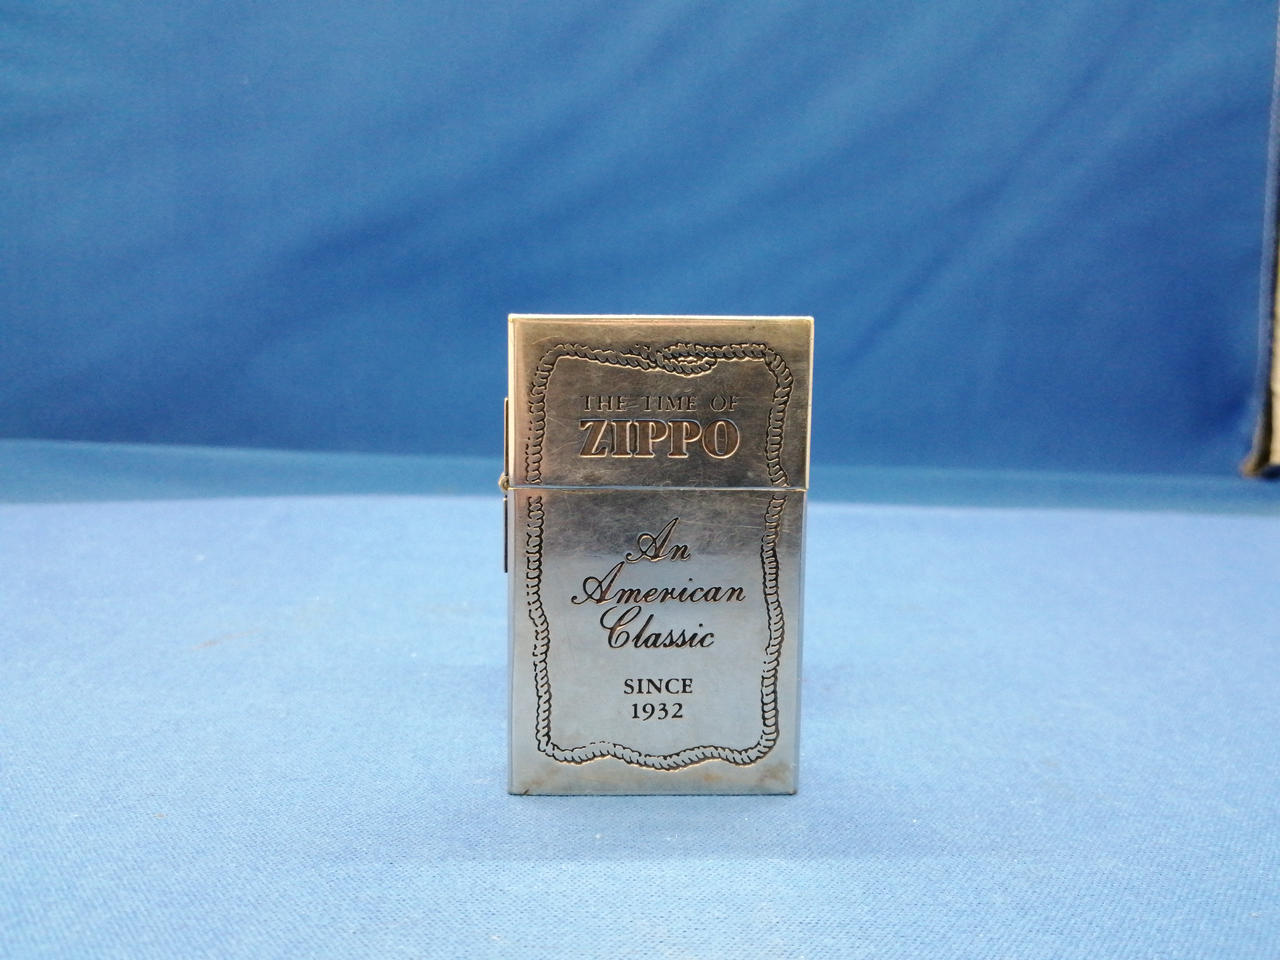 THE TIME OF
ZIPPO
An
American
Classic
SINCE
1932